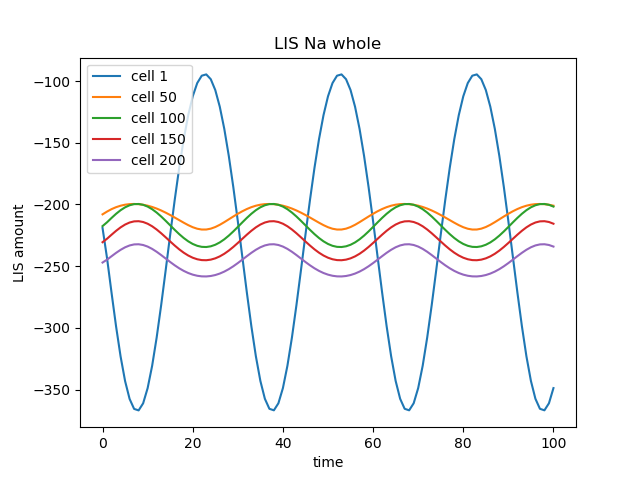 LIS Na whole
cell 1
cell 50
cell 100
cell 150
cell 200
LIS amount
−100
−150
−200
−250
−300
−350
0 20 40 60 80 100
time